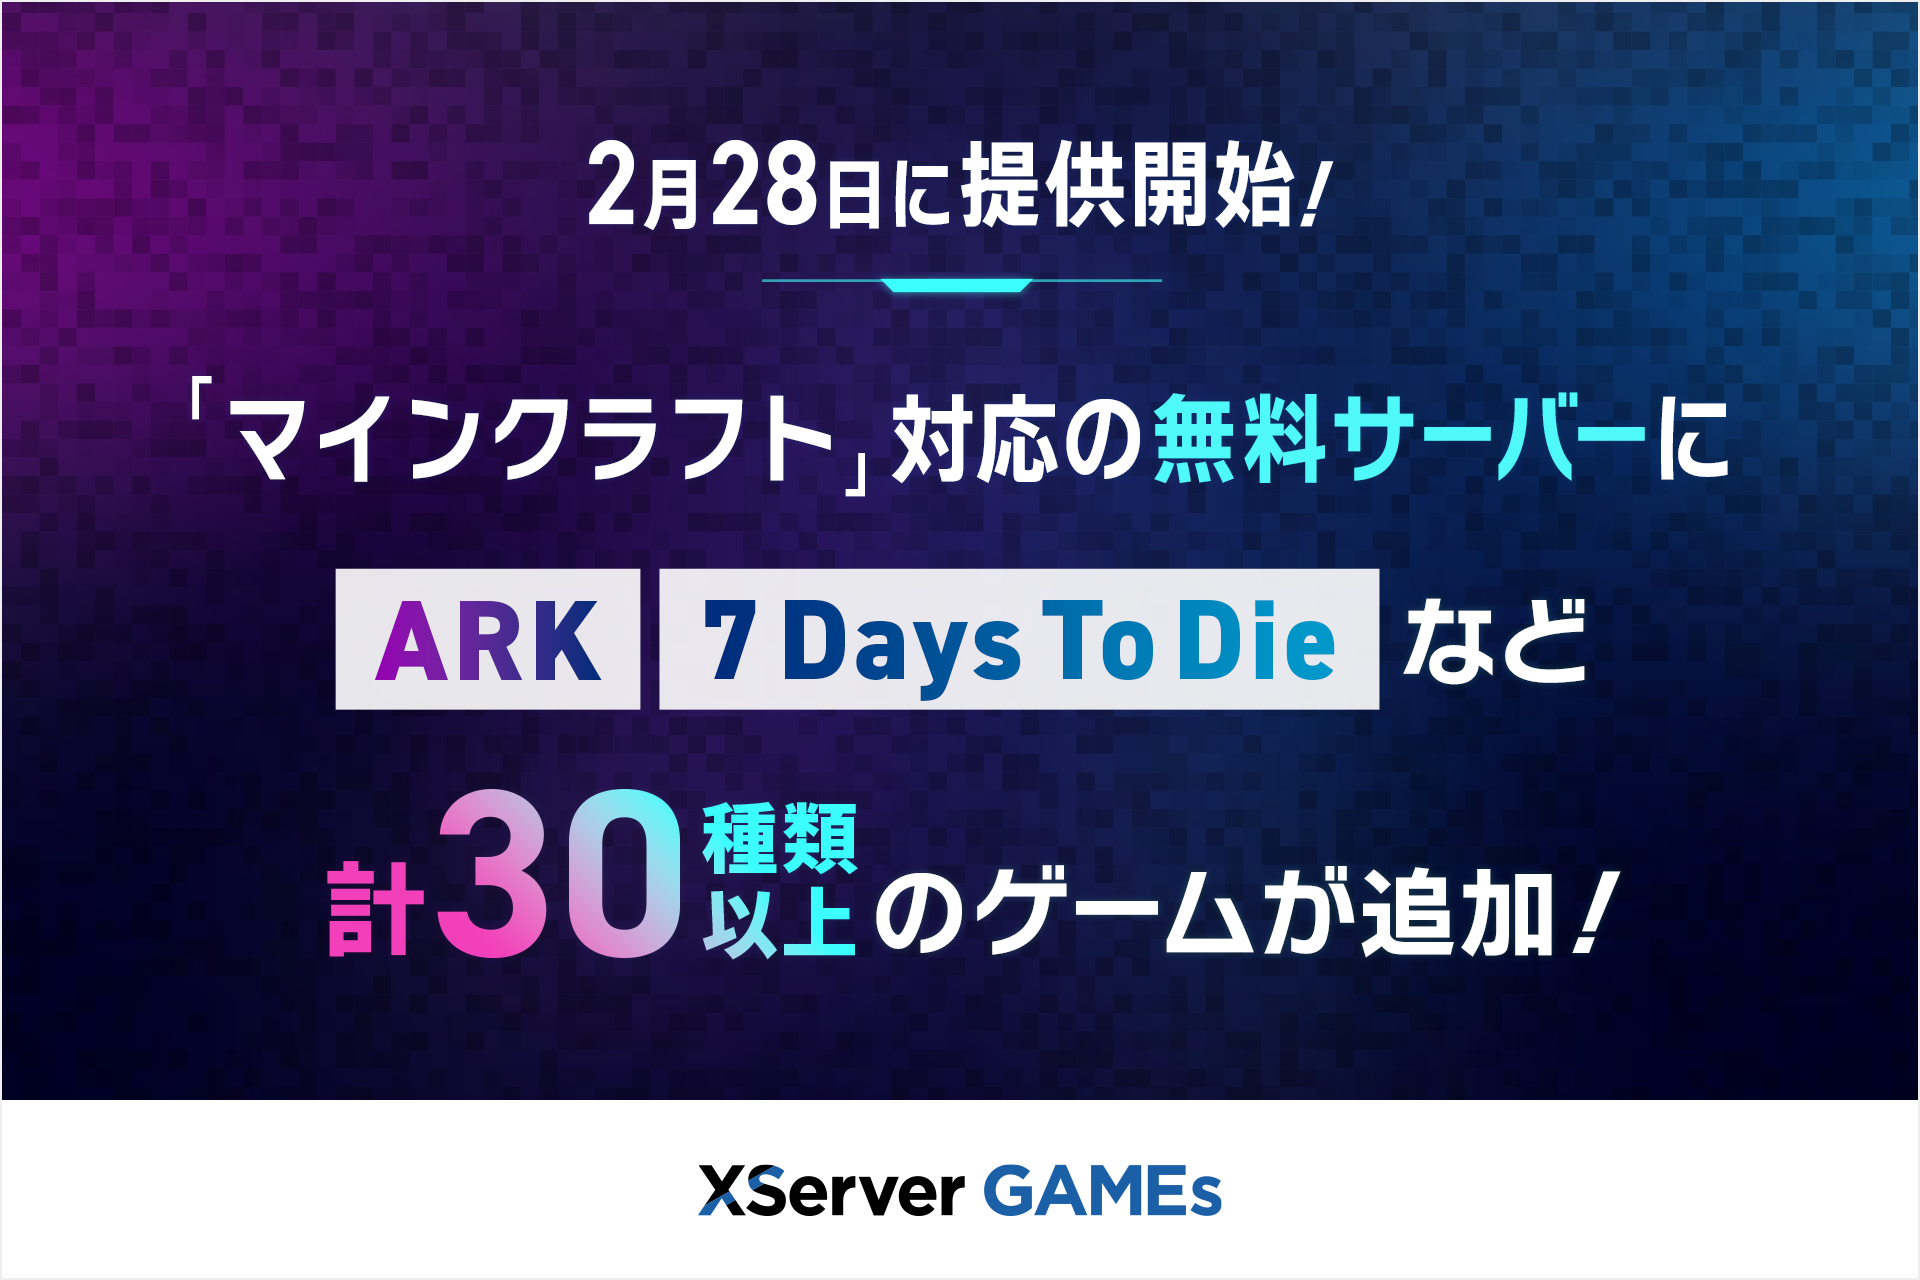 2月28日に提供開始!
「マインクラフト」対応の無料サーバーに
ARK 7 Days To Die など
計30種類以上のゲームが追加!
XServer GAMEs